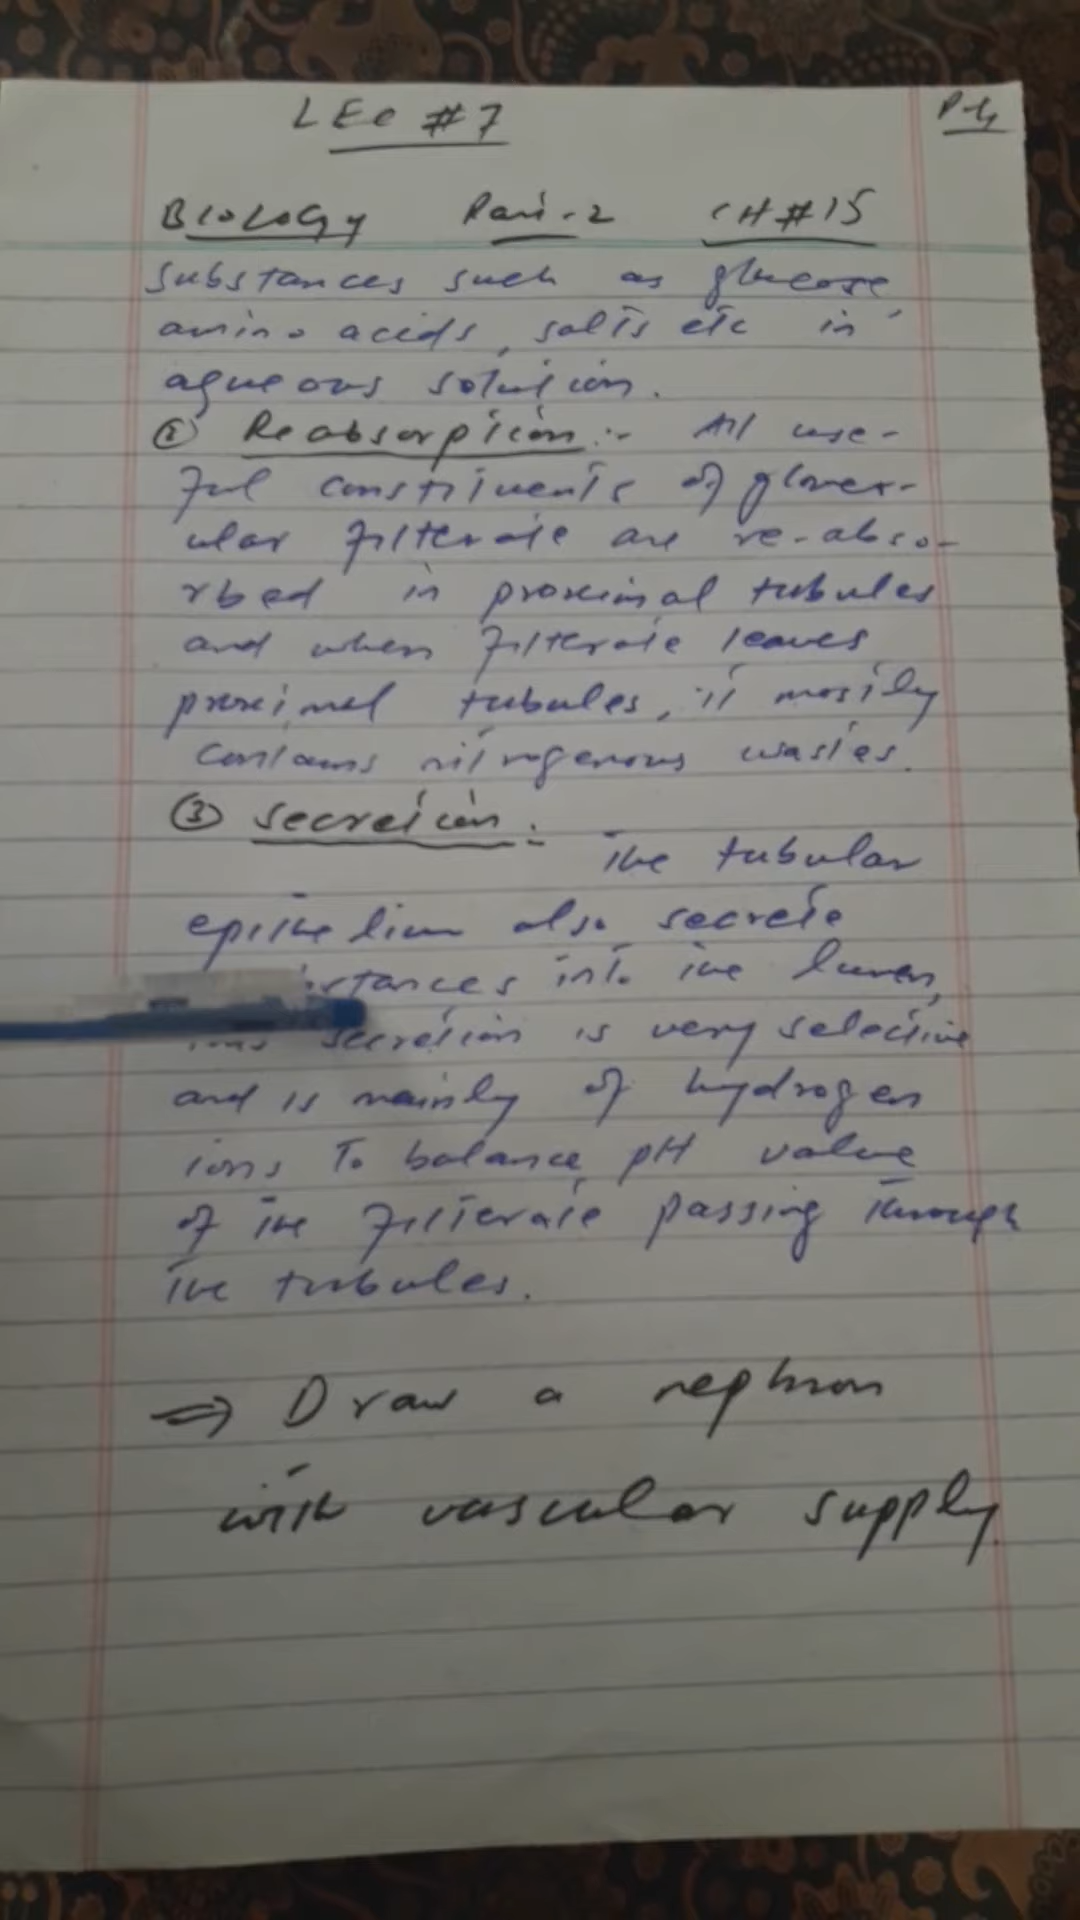 LEC #7
P-4
Biology Part-2 CH#15
substances such as glucose,
amino acids, salts etc in
aqueous solution.
② Reabsorption:- All use-
ful constituents of glomer-
ular filterate are re-abso-
rbed in proximal tubules
and when filterate leaves
proximal tubules, it mostly
contains nitrogenous wastes.
③ secretion:-
The tubular
epithelium also secrete
into the lumen,
secretion is very selective
and is mainly of hydrogen
ions To balance pH value
of the filterate passing through
the tubules.
⇒ Draw a nephron
with vascular supply.